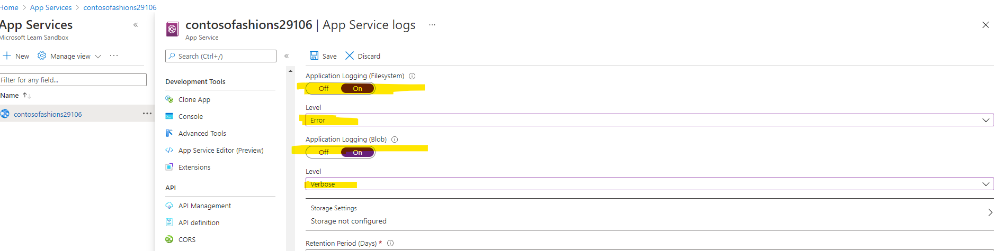 Home > App Services > contosofashions29106
App Services
Microsoft Learn Sandbox
New
Manage view
Filter for any field...
Name
contosofashions29106
contosofashions29106 | App Service logs
App Service
Search (Ctrl+/)
Development Tools
Clone App
Console
Advanced Tools
App Service Editor (Preview)
Extensions
API
API Management
API definition
CORS
Save
Discard
Application Logging (Filesystem)
Off On
Level
Error
Application Logging (Blob)
Off On
Level
Verbose
Storage Settings
Storage not configured
Retention Period (Days) *